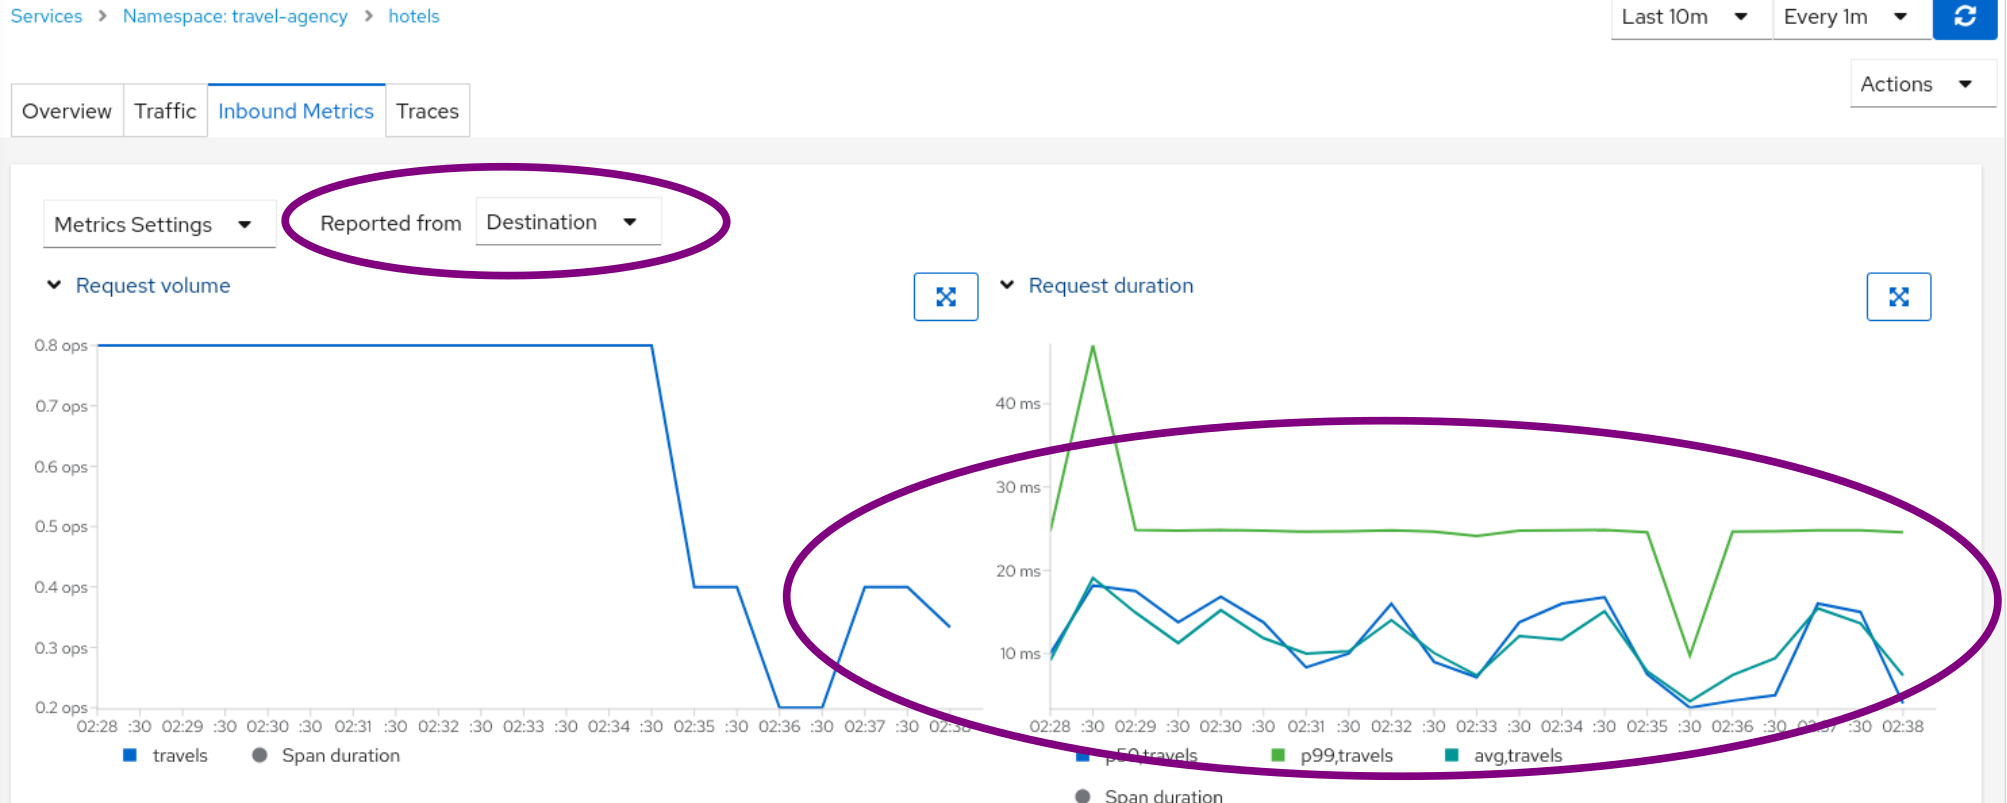 Services > Namespace: travel-agency > hotels
Last 10m Every 1m
Actions
Overview Traffic Inbound Metrics Traces
Metrics Settings Reported from Destination
Request volume
0.8 ops
0.7 ops
0.6 ops
0.5 ops
0.4 ops
0.3 ops
0.2 ops
02:28 :30 02:29 :30 02:30 :30 02:31 :30 02:32 :30 02:33 :30 02:34 :30 02:35 :30 02:36 :30 02:37 :30 02:38
travels Span duration
Request duration
40 ms
30 ms
20 ms
10 ms
02:28 :30 02:29 :30 02:30 :30 02:31 :30 02:32 :30 02:33 :30 02:34 :30 02:35 :30 02:36 :30 02:37 :30 02:38
p50,travels p99,travels avg,travels
Span duration